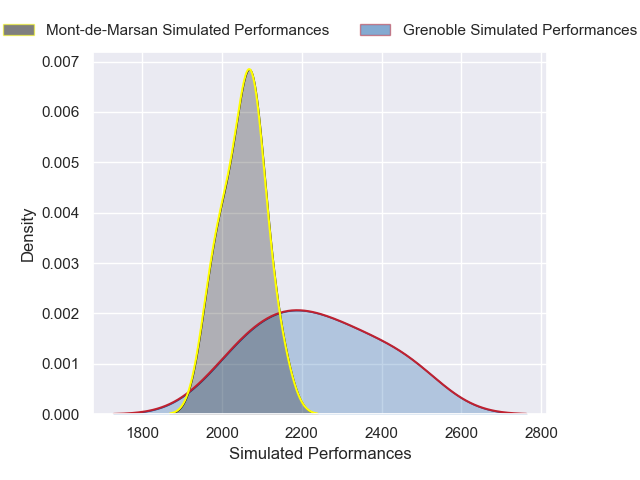 Mont-de-Marsan Simulated Performances
Grenoble Simulated Performances
0.007
0.006
0.005
0.004
0.003
0.002
0.001
0.000
Density
1800 2000 2200 2400 2600 2800
Simulated Performances